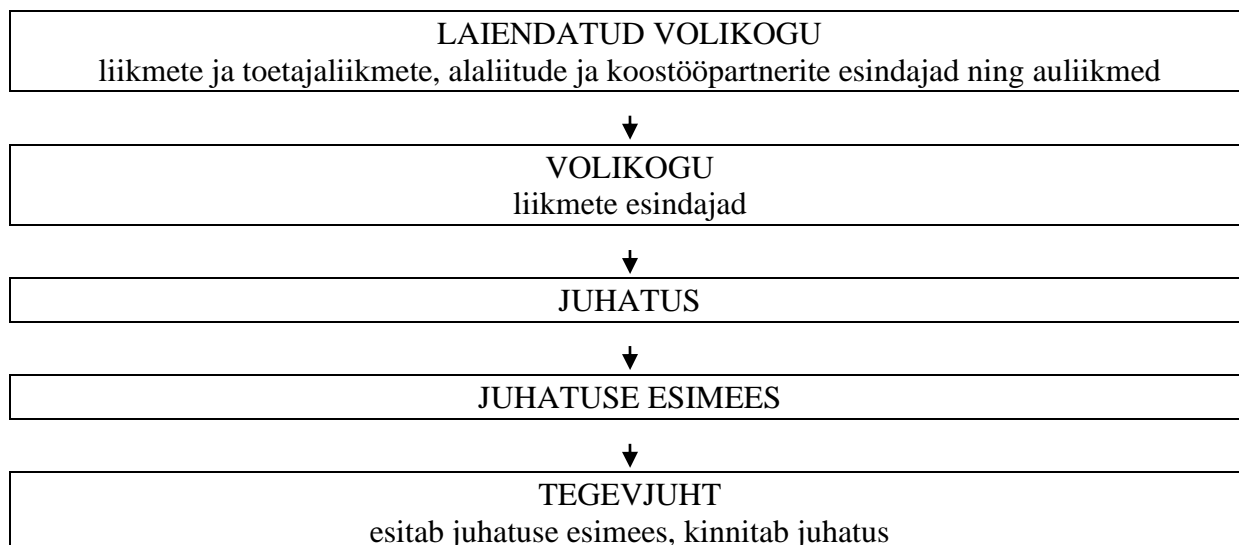 LAIENDATUD VOLIKOGU
liikmete ja toetajaliikmete, alaliitude ja koostööpartnerite esindajad ning auliikmed
VOLIKOGU
liikmete esindajad
JUHATUS
JUHATUSE ESIMEES
TEGEVJUHT
esitab juhatuse esimees, kinnitab juhatus